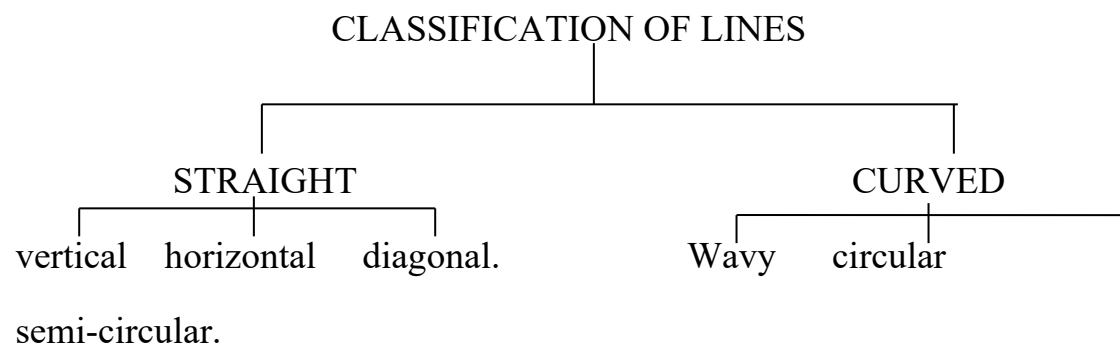 CLASSIFICATION OF LINES
STRAIGHT CURVED
vertical horizontal diagonal. Wavy circular
semi-circular.